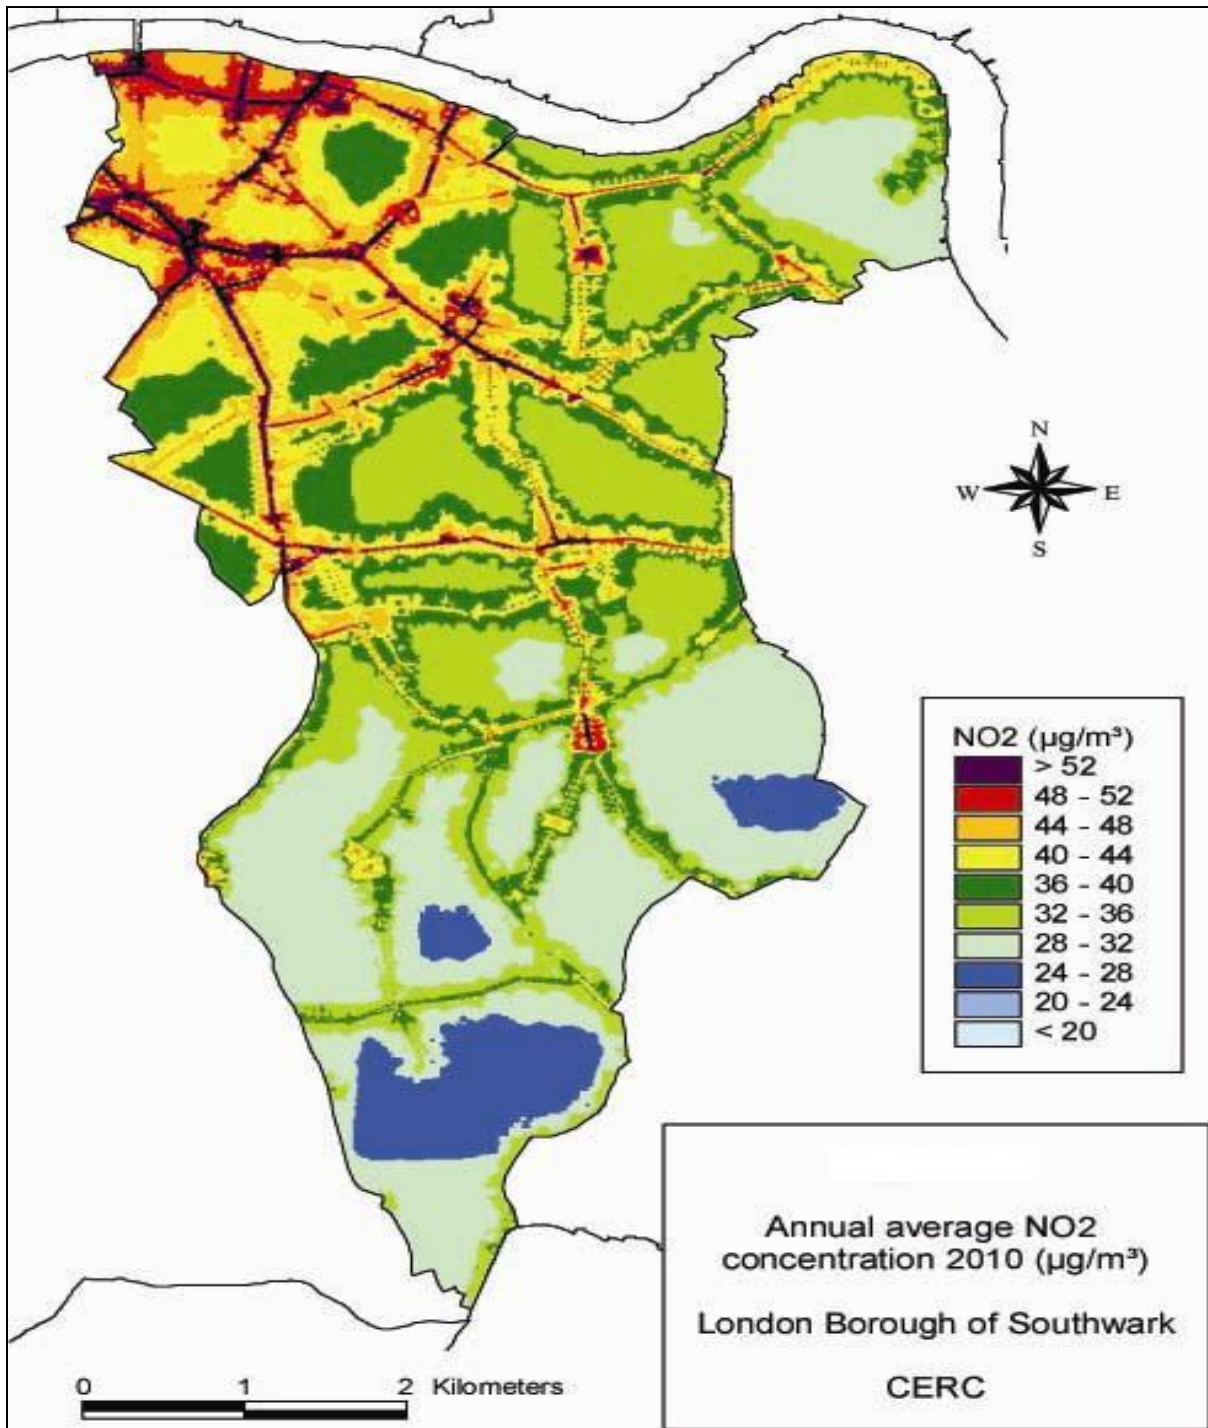 N
W E
S
NO2 (µg/m³)
> 52
48 - 52
44 - 48
40 - 44
36 - 40
32 - 36
28 - 32
24 - 28
20 - 24
< 20
Annual average NO2
concentration 2010 (µg/m³)
London Borough of Southwark
CERC
0 1 2 Kilometers